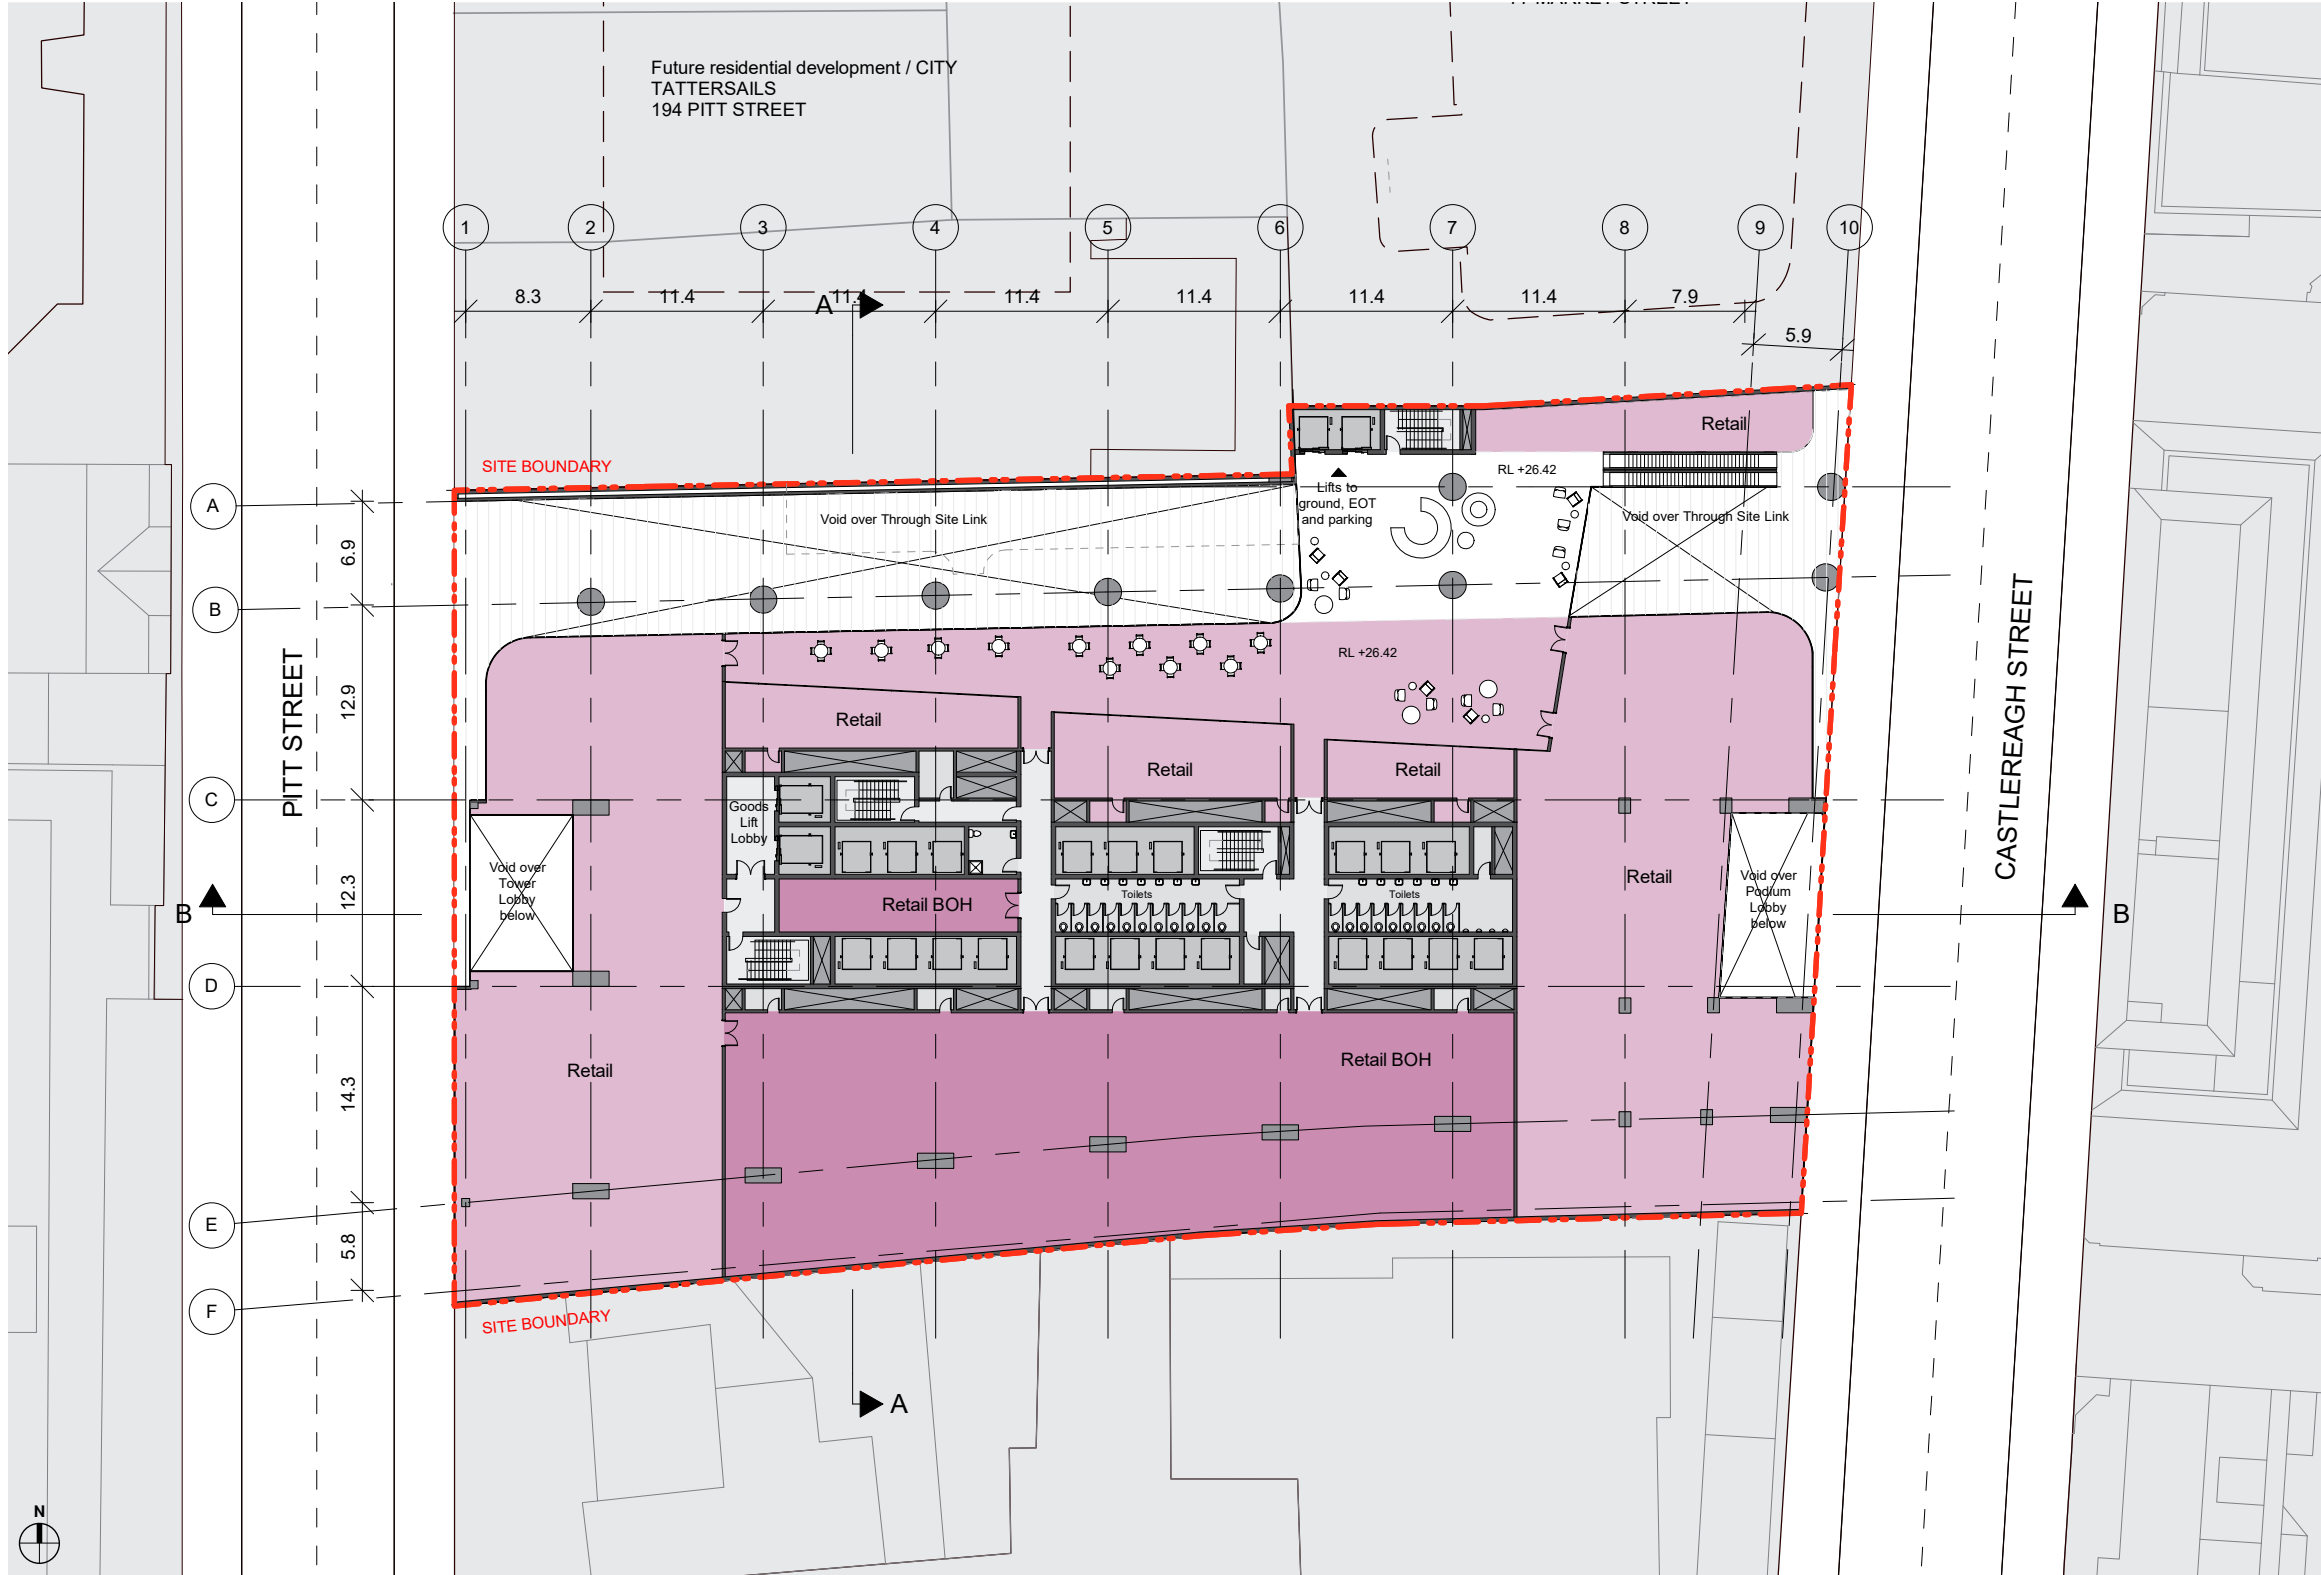 Future residential development / CITY
TATTERSAILS
194 PITT STREET
1
2
3
4
5
6
7
8
9
10
8.3
11.4
11.4
11.4
11.4
11.4
11.4
7.9
5.9
A
SITE BOUNDARY
Retail
RL +26.42
Lifts to
ground, EOT
and parking
Void over Through Site Link
Void over Through Site Link
A
B
C
D
E
F
6.9
12.9
12.3
14.3
5.8
PITT STREET
CASTLEREAGH STREET
RL +26.42
Retail
Retail
Retail
Goods
Lift
Lobby
Void over
Tower
Lobby
below
Retail BOH
Toilets
Toilets
Retail
Void over
Podium
Lobby
below
B
B
Retail
Retail BOH
SITE BOUNDARY
A
N